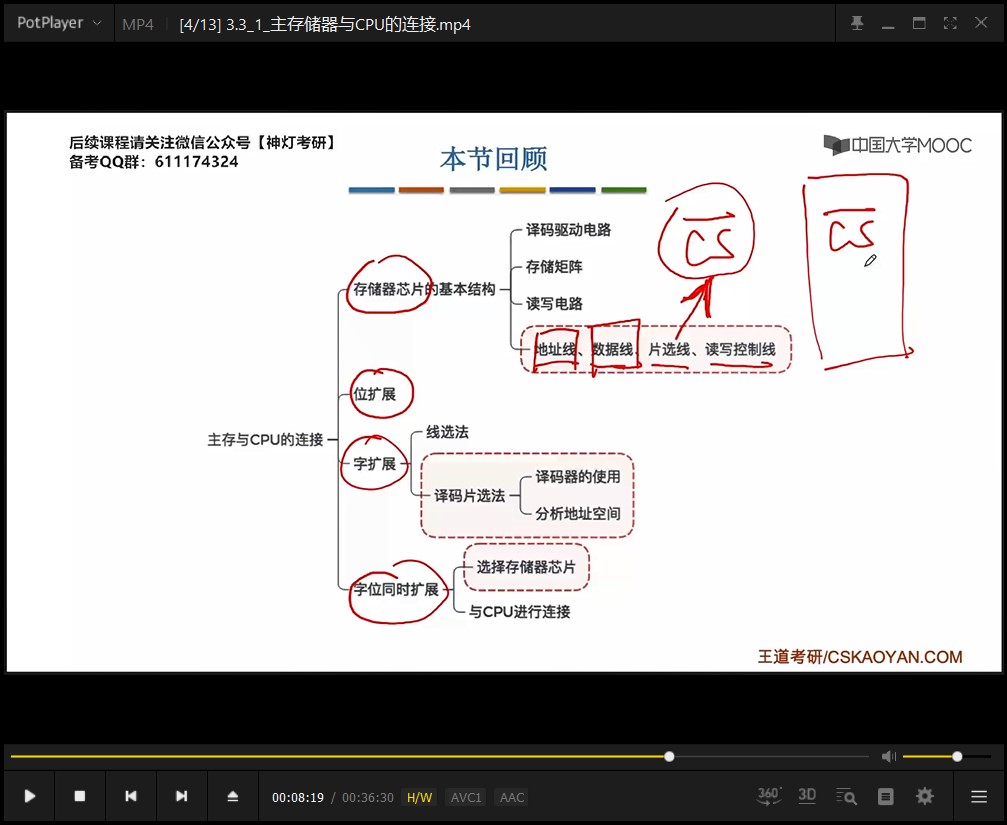 PotPlayer
MP4
[4/13] 3.3_1_主存储器与CPU的连接.mp4
后续课程请关注微信公众号【神灯考研】
备考QQ群：611174324
本节回顾
中国大学MOOC
CS
CS
译码驱动电路
存储矩阵
存储器芯片的基本结构
读写电路
地址线、数据线、片选线、读写控制线
位扩展
主存与CPU的连接
线选法
字扩展
译码器的使用
译码片选法
分析地址空间
选择存储器芯片
字位同时扩展
与CPU进行连接
王道考研/CSKAOYAN.COM
00:08:19 / 00:36:30 H/W AVC1 AAC
360°
3D